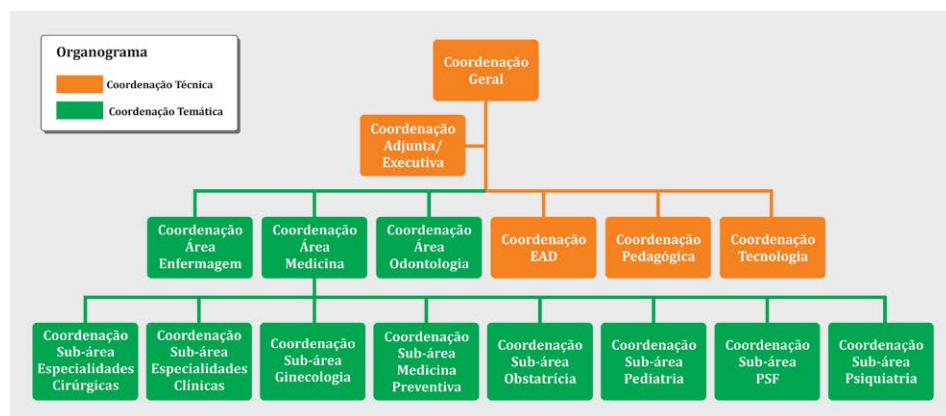 Organograma
Coordenação Técnica
Coordenação Temática
Coordenação
Geral
Coordenação
Adjunta/
Executiva
Coordenação
Área
Enfermagem
Coordenação
Área
Medicina
Coordenação
Área
Odontologia
Coordenação
EAD
Coordenação
Pedagógica
Coordenação
Tecnologia
Coordenação
Sub-área
Especialidades
Cirúrgicas
Coordenação
Sub-área
Especialidades
Clínicas
Coordenação
Sub-área
Ginecologia
Coordenação
Sub-área
Medicina
Preventiva
Coordenação
Sub-área
Obstatrícia
Coordenação
Sub-área
Pediatria
Coordenação
Sub-área
PSF
Coordenação
Sub-área
Psiquiatria